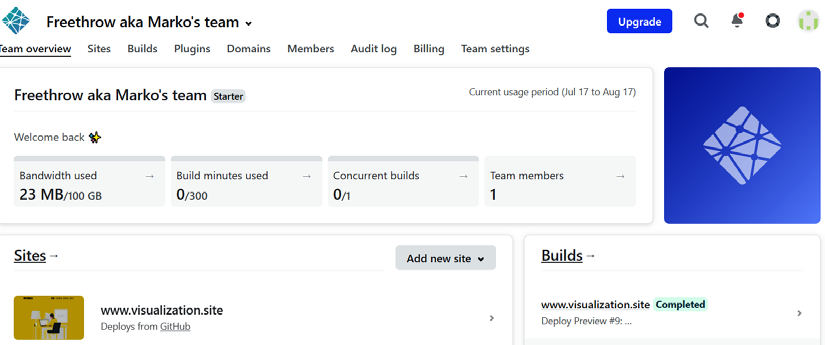 Freethrow aka Marko's team
Upgrade
Team overview Sites Builds Plugins Domains Members Audit log Billing Team settings
Freethrow aka Marko's team Starter
Current usage period (Jul 17 to Aug 17)
Welcome back
Bandwidth used →
23 MB/100 GB
Build minutes used →
0/300
Concurrent builds →
0/1
Team members →
1
Sites →
Add new site
www.visualization.site
Deploys from GitHub
Builds →
www.visualization.site Completed
Deploy Preview #9: ...